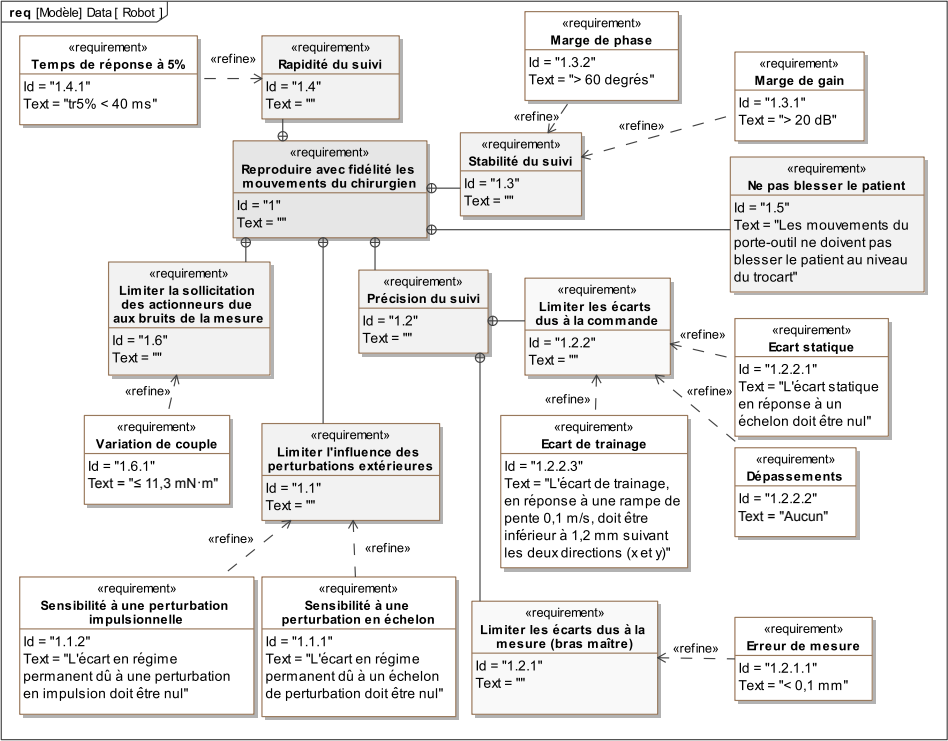 req [Modèle] Data [ Robot ]
«requirement»
Temps de réponse à 5%
Id = "1.4.1"
Text = "tr5% < 40 ms"
«refine»
«requirement»
Rapidité du suivi
Id = "1.4"
Text = ""
«requirement»
Marge de phase
Id = "1.3.2"
Text = "> 60 degrés"
«refine»
«requirement»
Marge de gain
Id = "1.3.1"
Text = "> 20 dB"
«refine»
«requirement»
Reproduire avec fidélité les
mouvements du chirurgien
Id = "1"
Text = ""
«requirement»
Stabilité du suivi
Id = "1.3"
Text = ""
«requirement»
Ne pas blesser le patient
Id = "1.5"
Text = "Les mouvements du
porte-outil ne doivent pas
blesser le patient au niveau
du trocart"
«requirement»
Limiter la sollicitation
des actionneurs due
aux bruits de la mesure
Id = "1.6"
Text = ""
«requirement»
Précision du suivi
Id = "1.2"
Text = ""
«requirement»
Limiter les écarts
dus à la commande
Id = "1.2.2"
Text = ""
«refine»
«requirement»
Ecart statique
Id = "1.2.2.1"
Text = "L'écart statique
en réponse à un
échelon doit être nul"
«refine»
«refine»
«refine»
«requirement»
Variation de couple
Id = "1.6.1"
Text = "≤ 11,3 mN·m"
«requirement»
Limiter l'influence des
perturbations extérieures
Id = "1.1"
Text = ""
«requirement»
Ecart de trainage
Id = "1.2.2.3"
Text = "L'écart de trainage,
en réponse à une rampe de
pente 0,1 m/s, doit être
inférieur à 1,2 mm suivant
les deux directions (x et y)"
«requirement»
Dépassements
Id = "1.2.2.2"
Text = "Aucun"
«refine»
«refine»
«requirement»
Sensibilité à une perturbation
impulsionnelle
Id = "1.1.2"
Text = "L'écart en régime
permanent dû à une perturbation
en impulsion doit être nul"
«requirement»
Sensibilité à une
perturbation en échelon
Id = "1.1.1"
Text = "L'écart en régime
permanent dû à un échelon
de perturbation doit être nul"
«requirement»
Limiter les écarts dus à la
mesure (bras maître)
Id = "1.2.1"
Text = ""
«refine»
«requirement»
Erreur de mesure
Id = "1.2.1.1"
Text = "< 0,1 mm"